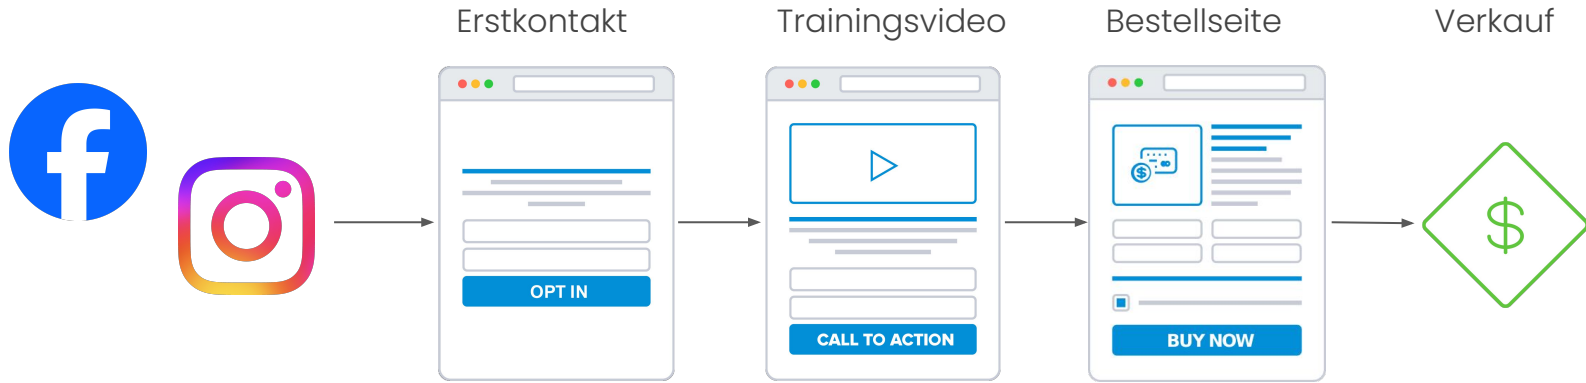 Erstkontakt
Trainingsvideo
Bestellseite
Verkauf
OPT IN
CALL TO ACTION
BUY NOW
$
$